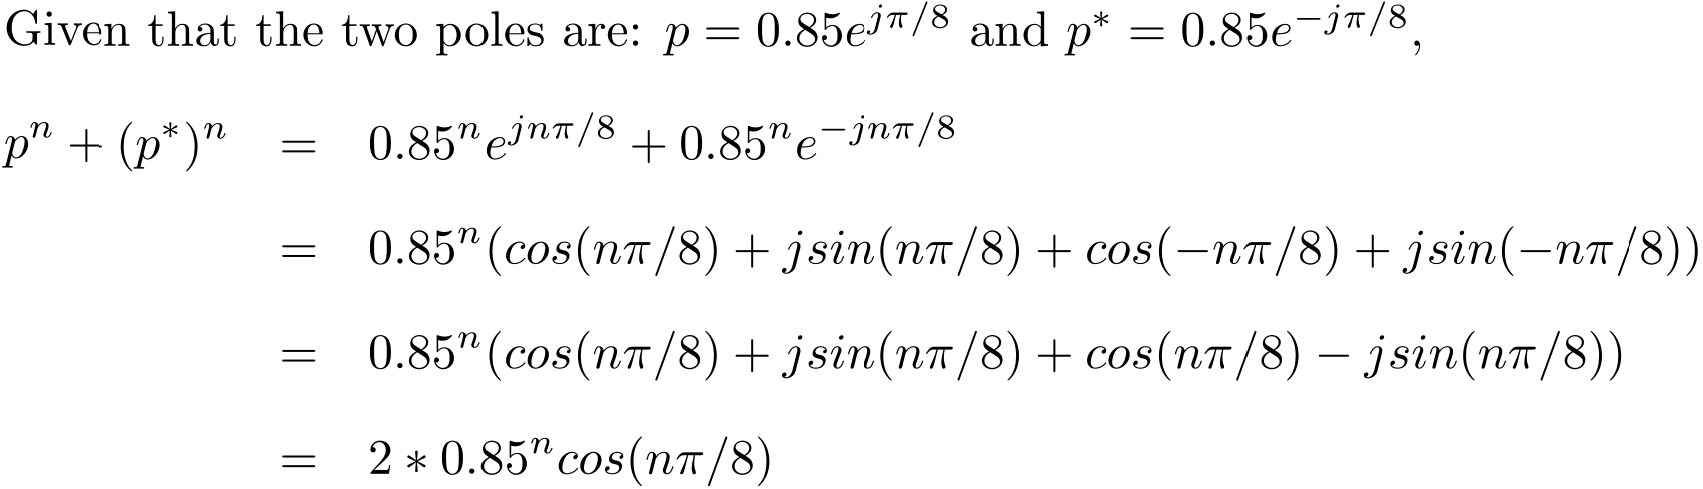 Given that the two poles are: p = 0.85e^{jπ/8} and p^* = 0.85e^{−jπ/8},
p^n + (p^*)^n = 0.85^n e^{jnπ/8} + 0.85^n e^{−jnπ/8}
= 0.85^n(cos(nπ/8) + jsin(nπ/8) + cos(−nπ/8) + jsin(−nπ/8))
= 0.85^n(cos(nπ/8) + jsin(nπ/8) + cos(nπ/8) − jsin(nπ/8))
= 2 ∗ 0.85^n cos(nπ/8)